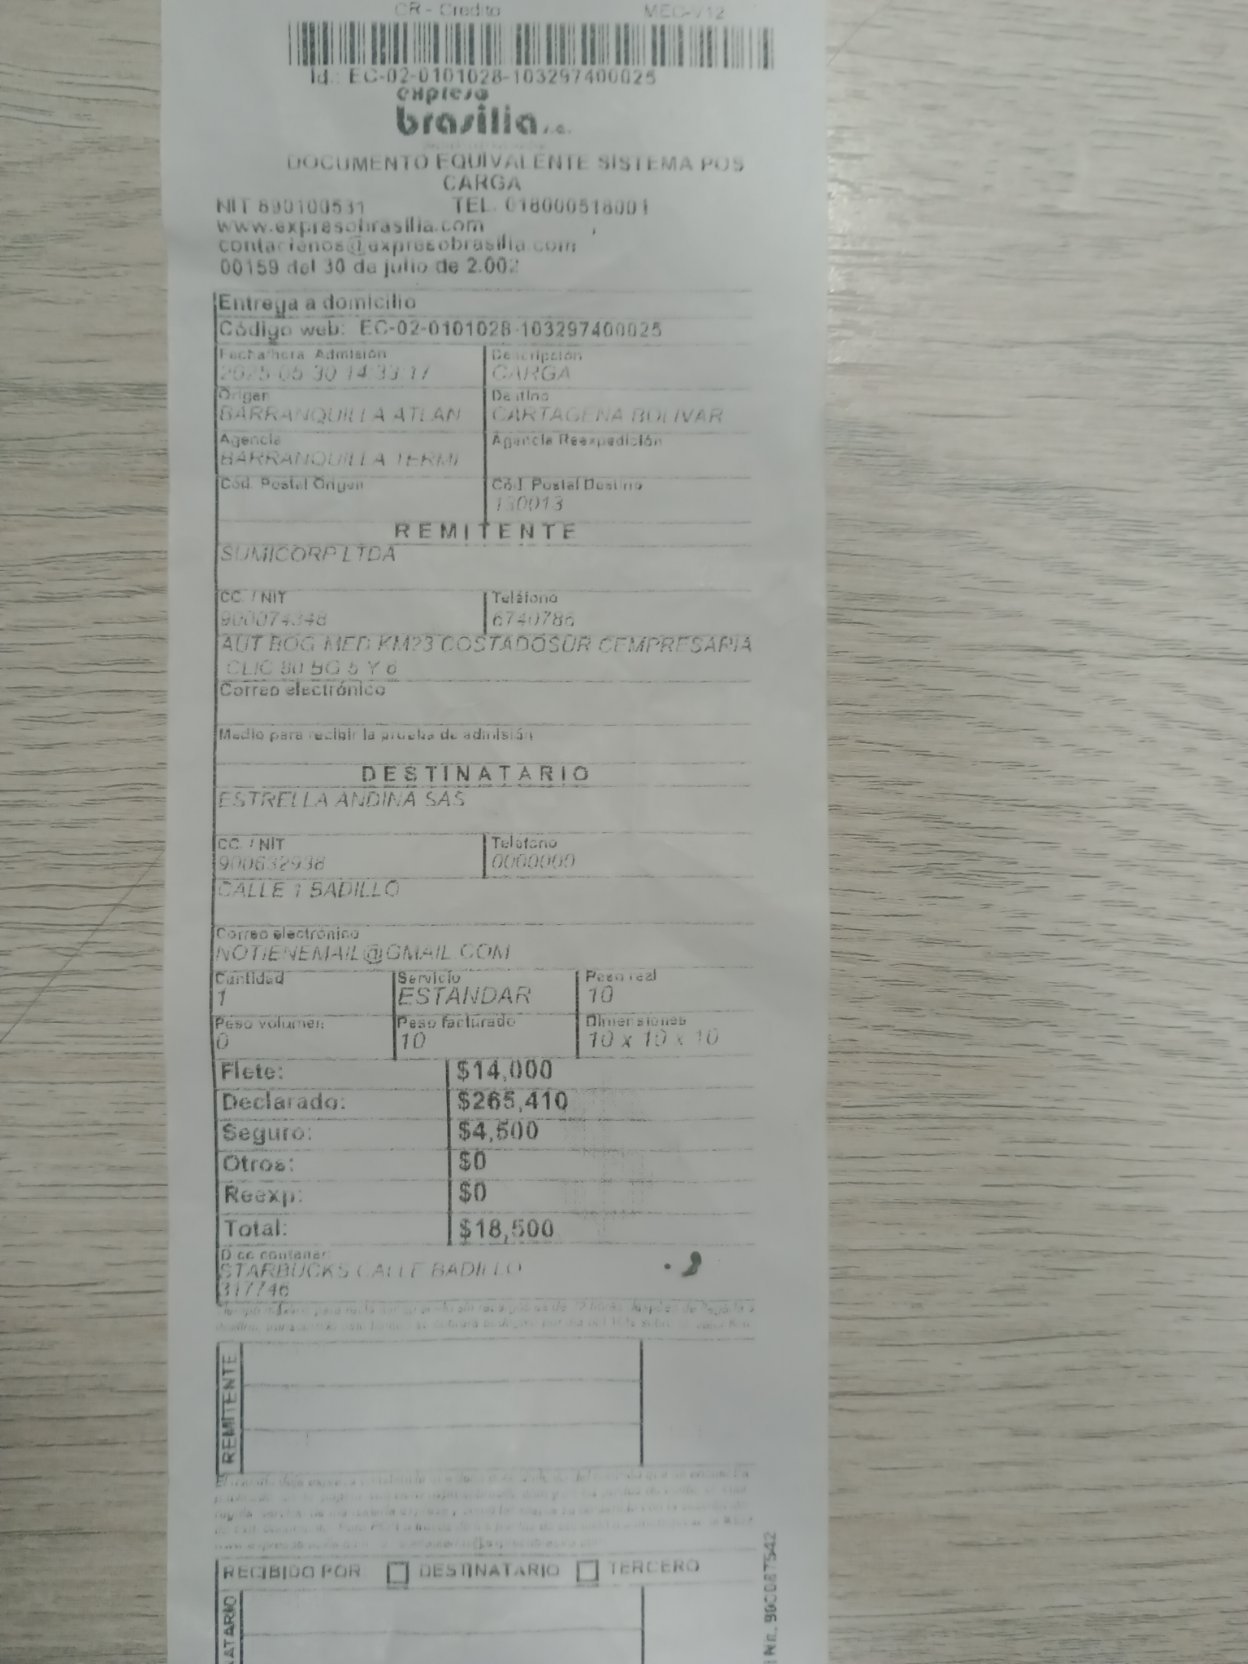 CR - Credito MEC-V12
Id.: EC-02-0101028-103297400025
expreso
brasilia s.a.
DOCUMENTO EQUIVALENTE SISTEMA POS
CARGA
NIT 890100531 TEL. 018000518001
www.expresobrasilia.com
contactenos@expresobrasilia.com
00159 del 30 de julio de 2.002
Entrega a domicilio
Código web: EC-02-0101028-103297400025
Fecha/hora Admisión Descripción
2025-05-30 14:33:17 CARGA
Origen Destino
BARRANQUILLA ATLAN CARTAGENA BOLIVAR
Agencia Agencia Reexpedición
BARRANQUILLA TERMI
Cód. Postal Origen Cód. Postal Destino
130013
REMITENTE
SUMICORP LTDA
CC. / NIT Teléfono
900074348 6740786
AUT BOG MED KM23 COSTADOSUR CEMPRESARIA
CLIC 80 BG 5 Y 6
Correo electrónico
Medio para recibir la prueba de admisión
DESTINATARIO
ESTRELLA ANDINA SAS
CC. / NIT Teléfono
900632938 0000000
CALLE 1 BADILLO
Correo electrónico
NOTIENEMAIL@GMAIL.COM
Cantidad Servicio Peso real
1 ESTANDAR 10
Peso volumen Peso facturado Dimensiones
0 10 10 x 10 x 10
Flete: $14,000
Declarado: $265,410
Seguro: $4,500
Otros: $0
Reexp: $0
Total: $18,500
Dice contener:
STARBUCKS CALLE BADILLO
317746
REMITENTE
RECIBIDO POR DESTINATARIO TERCERO
ATARIO
No. 900087542